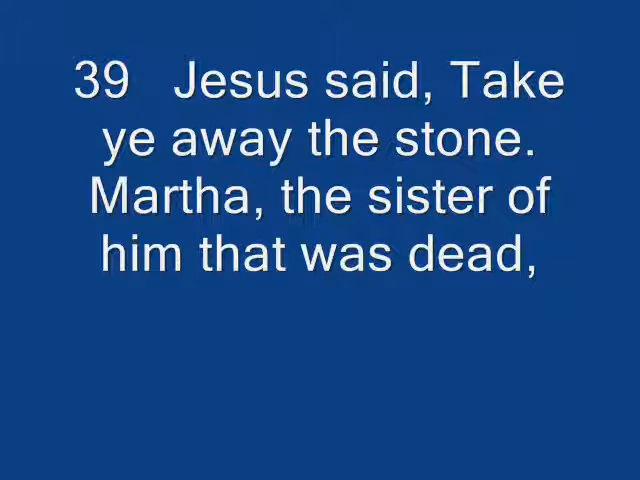 39 Jesus said, Take
ye away the stone.
Martha, the sister of
him that was dead,